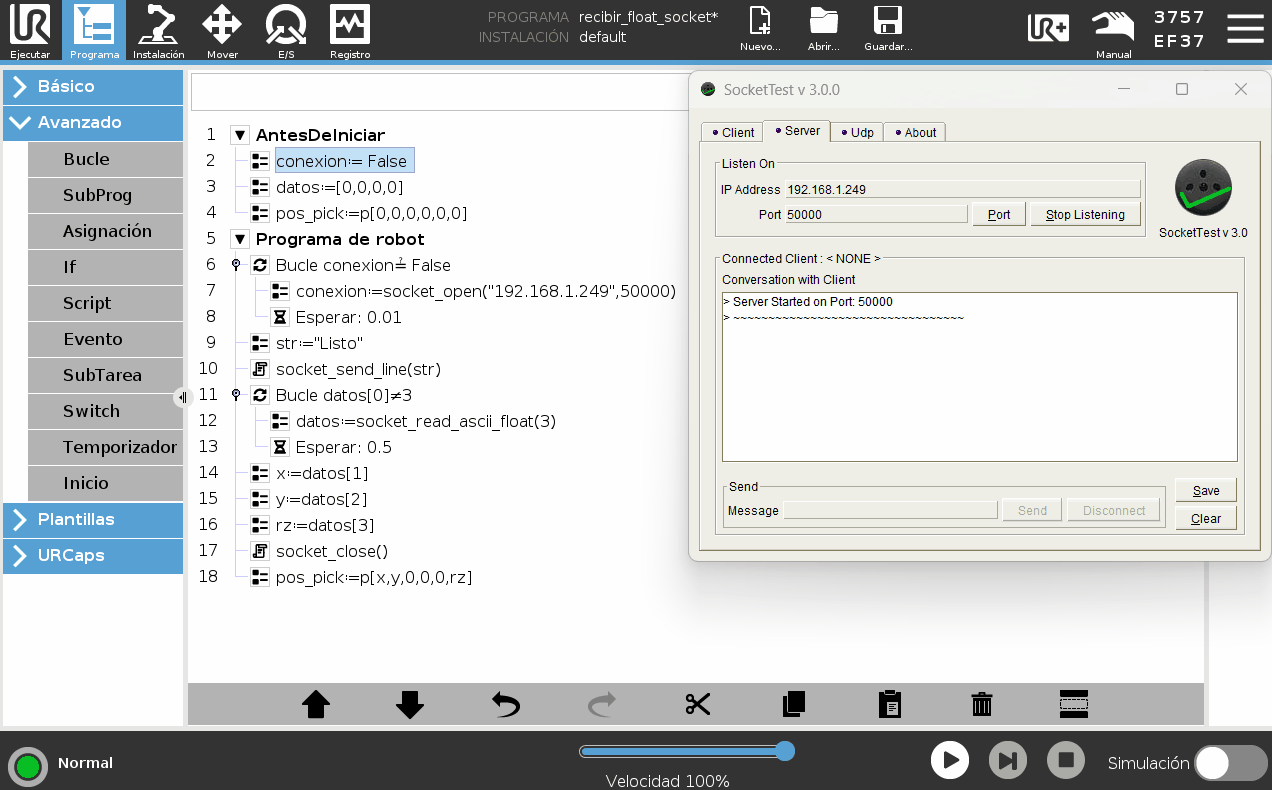 UR
Ejecutar
Programa
Instalación
Mover
E/S
Registro
PROGRAMA recibir_float_socket*
INSTALACIÓN default
Nuevo...
Abrir...
Guardar...
UR+
Manual
3757
EF37
Básico
Avanzado
Bucle
SubProg
Asignación
If
Script
Evento
SubTarea
Switch
Temporizador
Inicio
Plantillas
URCaps
1 AntesDeIniciar
2 conexion:= False
3 datos:=[0,0,0,0]
4 pos_pick:=p[0,0,0,0,0,0]
5 Programa de robot
6 Bucle conexion≟ False
7 conexion:=socket_open("192.168.1.249",50000)
8 Esperar: 0.01
9 str:="Listo"
10 socket_send_line(str)
11 Bucle datos[0]≠3
12 datos:=socket_read_ascii_float(3)
13 Esperar: 0.5
14 x:=datos[1]
15 y:=datos[2]
16 rz:=datos[3]
17 socket_close()
18 pos_pick:=p[x,y,0,0,0,rz]
SocketTest v 3.0.0
Client
Server
Udp
About
Listen On
IP Address 192.168.1.249
Port 50000
Port
Stop Listening
SocketTest v 3.0
Connected Client : < NONE >
Conversation with Client
> Server Started on Port: 50000
> ~~~~~~~~~~~~~~~~~~~~~~~~~~~~~~~~~
Send
Message
Send
Disconnect
Save
Clear
Normal
Velocidad 100%
Simulación